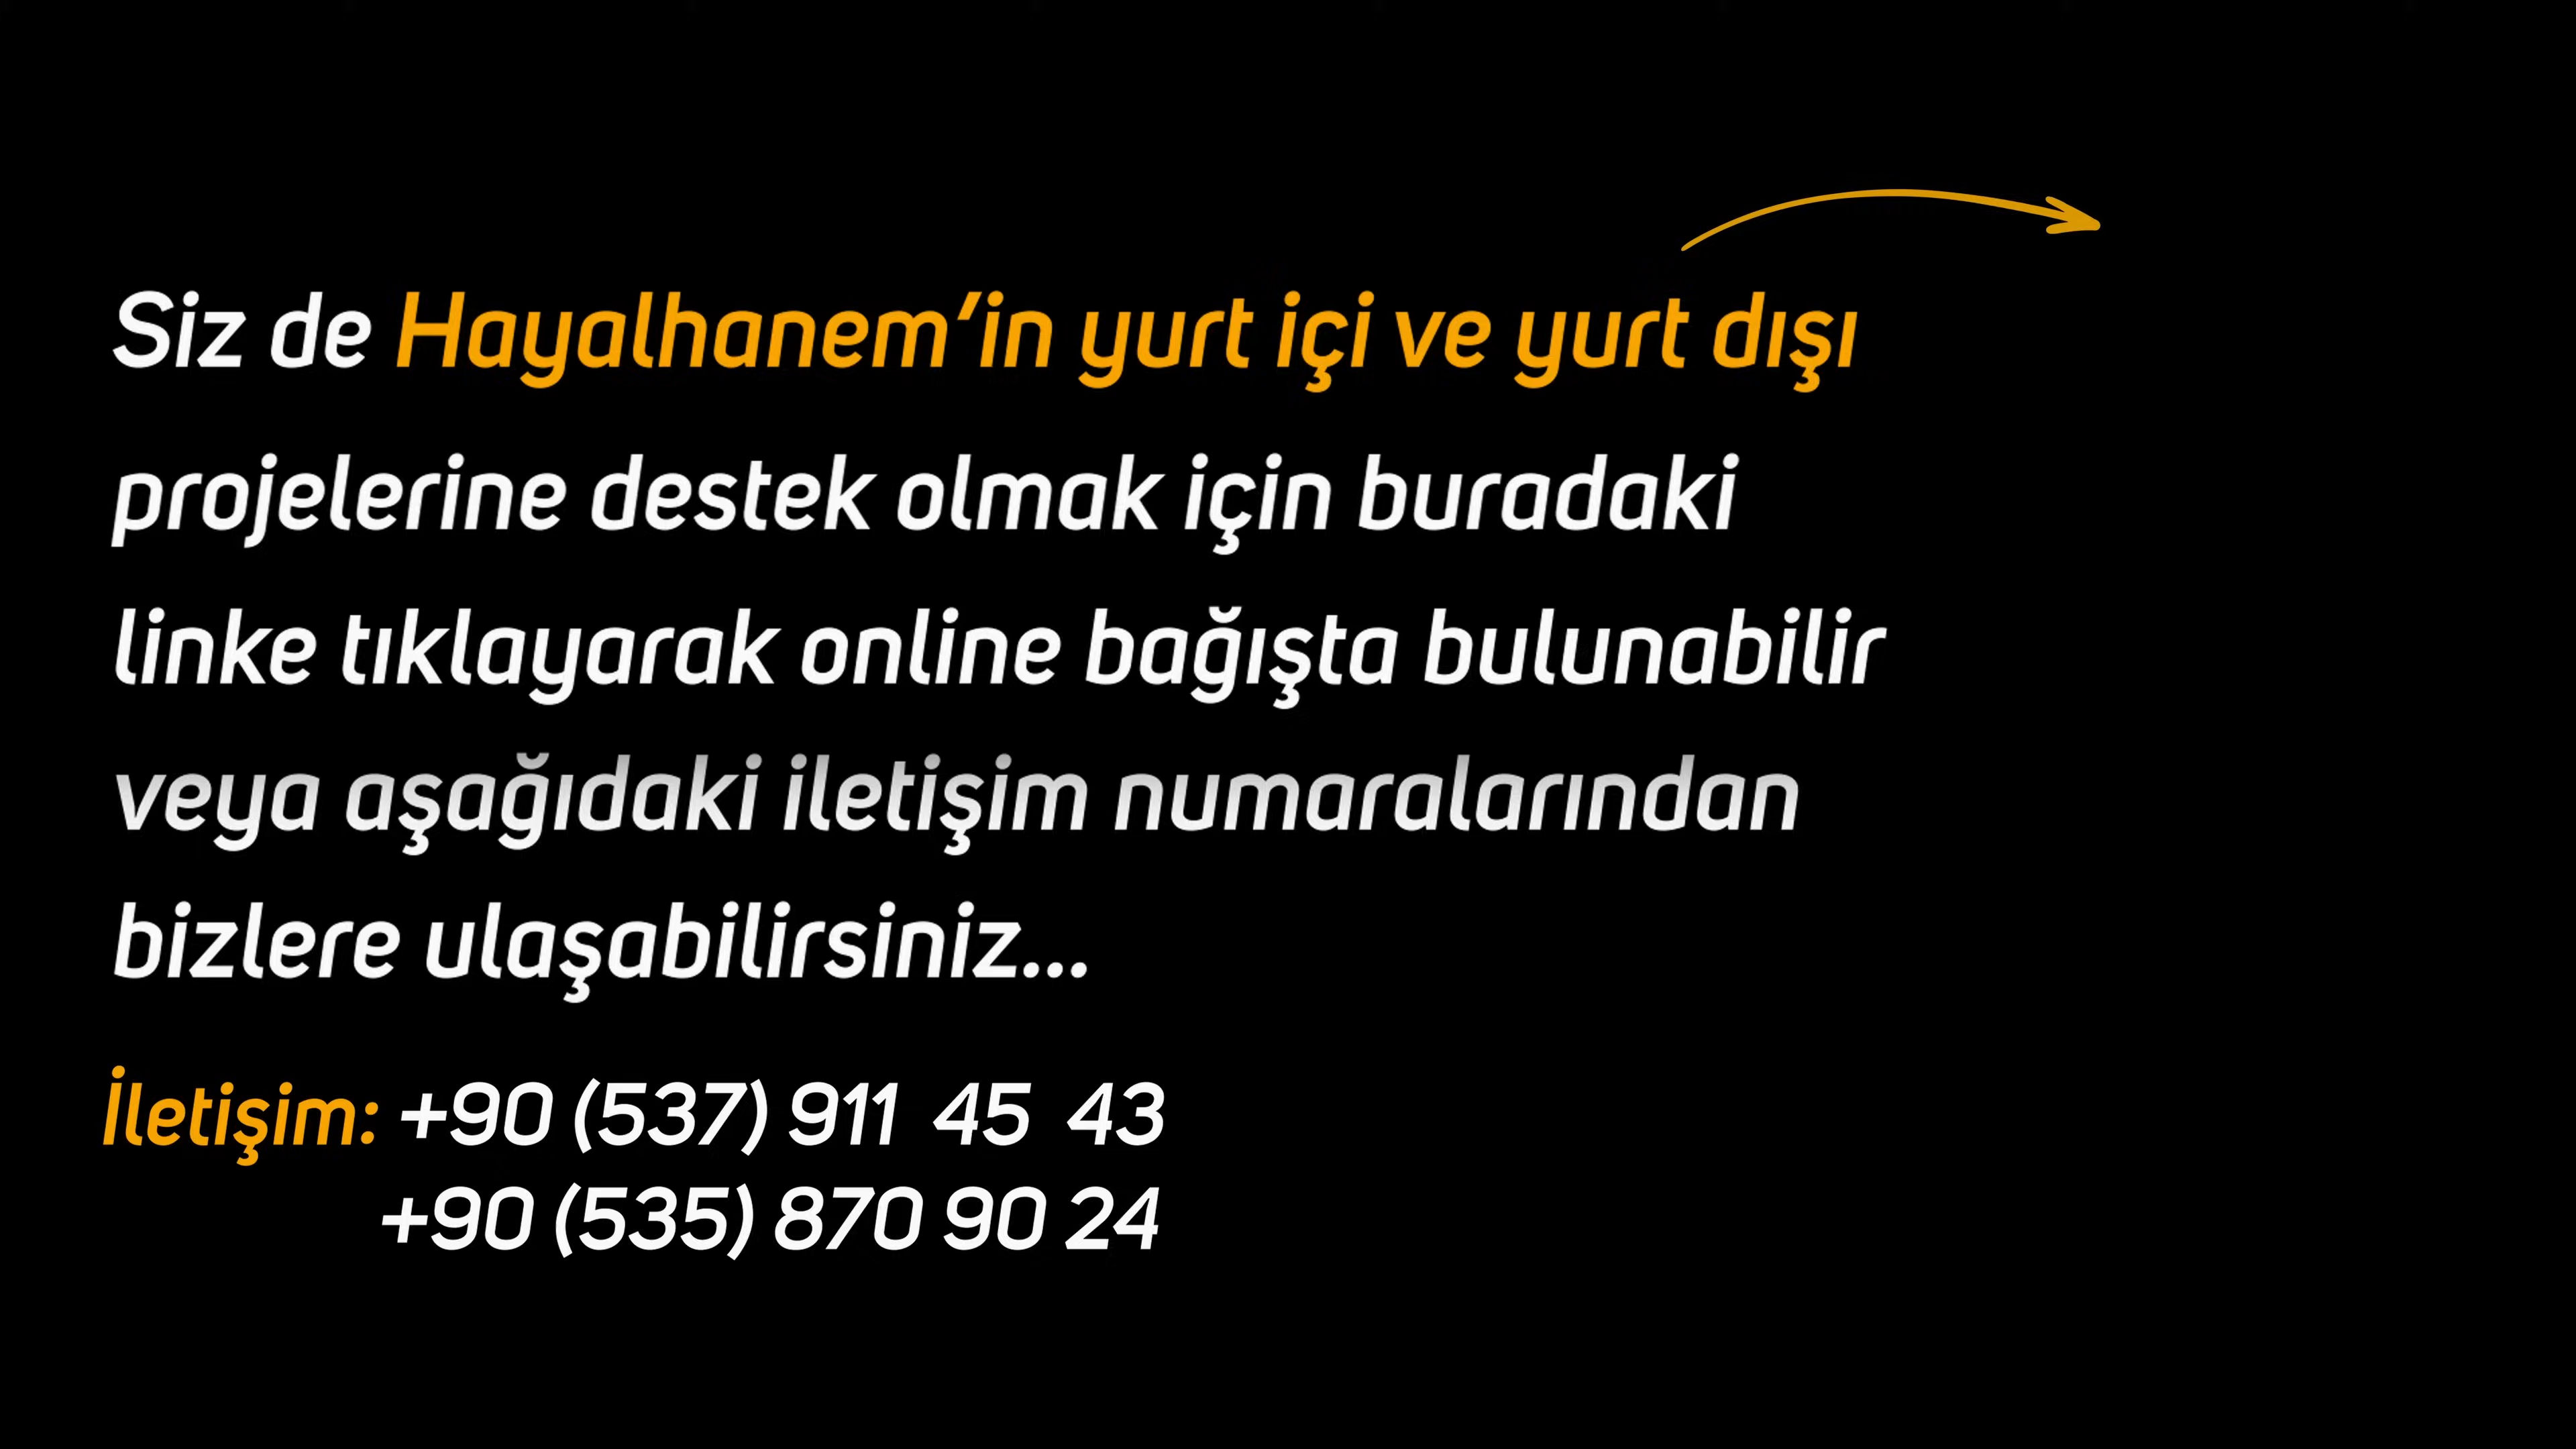 Siz de Hayalhanem’in yurt içi ve yurt dışı
projelerine destek olmak için buradaki
linke tıklayarak online bağışta bulunabilir
veya aşağıdaki iletişim numaralarından
bizlere ulaşabilirsiniz...
İletişim: +90 (537) 911 45 43
+90 (535) 870 90 24